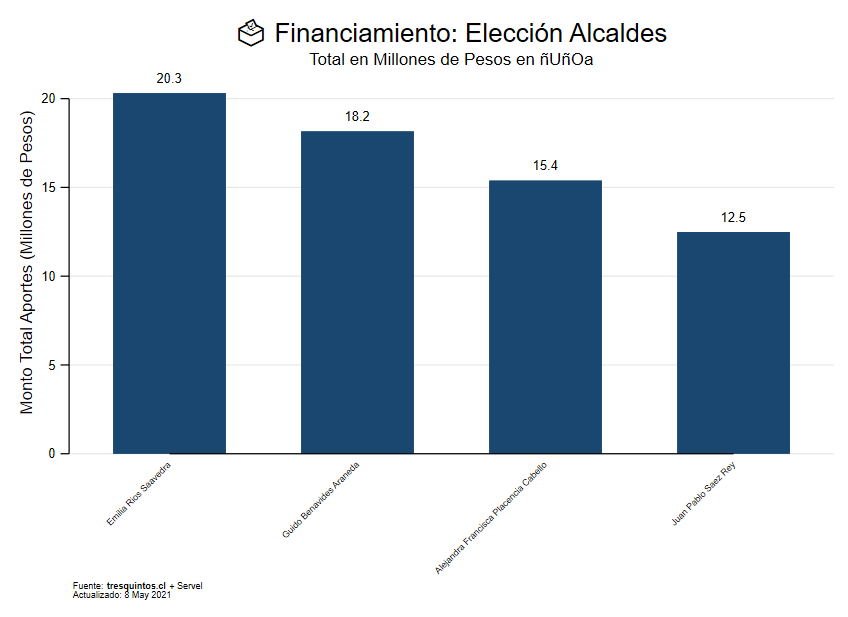 Financiamiento: Elección Alcaldes
Total en Millones de Pesos en ñUñOa
Monto Total Aportes (Millones de Pesos)
20
15
10
5
0
20.3
18.2
15.4
12.5
Emilia Rios Saavedra
Guido Benavides Araneda
Alejandra Francisca Placencia Cabello
Juan Pablo Saez Rey
Fuente: tresquintos.cl + Servel
Actualizado: 8 May 2021